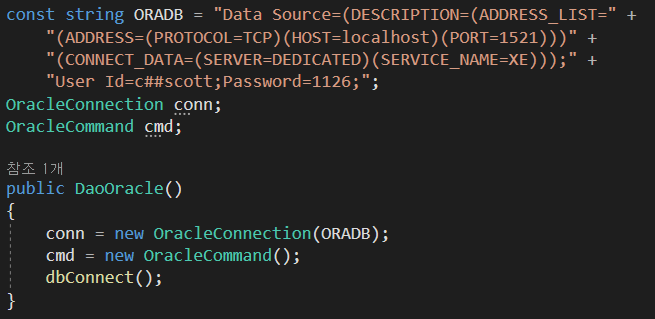 const string ORADB = "Data Source=(DESCRIPTION=(ADDRESS_LIST=" +
    "(ADDRESS=(PROTOCOL=TCP)(HOST=localhost)(PORT=1521)))" +
    "(CONNECT_DATA=(SERVER=DEDICATED)(SERVICE_NAME=XE)));" +
    "User Id=c##scott;Password=1126;";
OracleConnection conn;
OracleCommand cmd;
참조 1개
public DaoOracle()
{
    conn = new OracleConnection(ORADB);
    cmd = new OracleCommand();
    dbConnect();
}